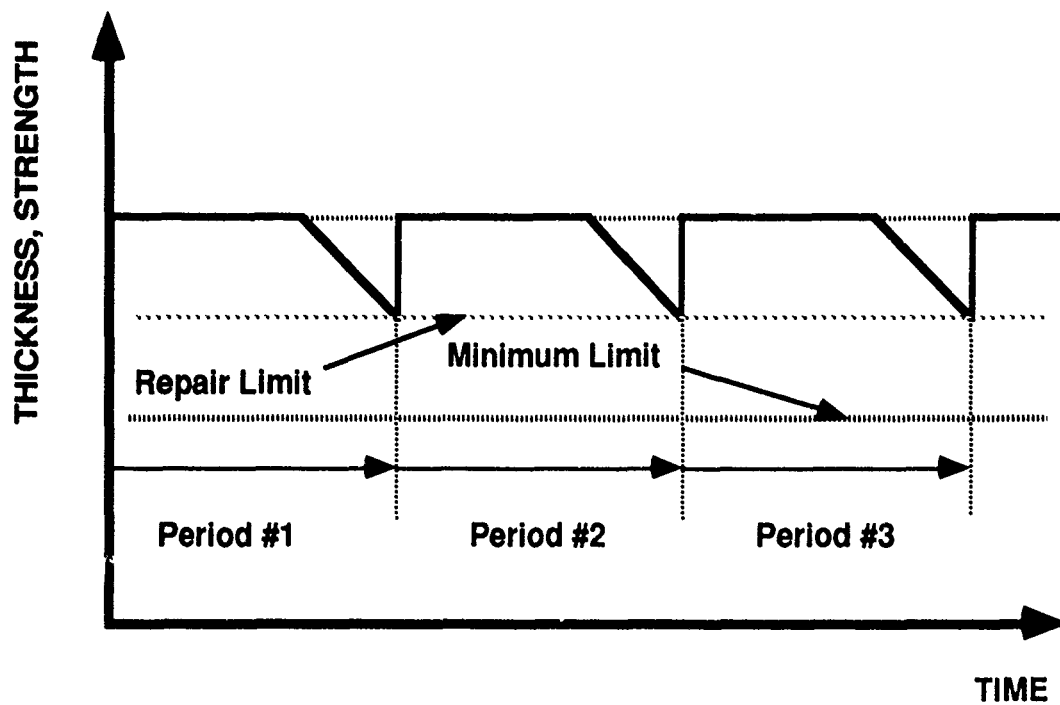 THICKNESS, STRENGTH
Repair Limit
Minimum Limit
Period #1
Period #2
Period #3
TIME